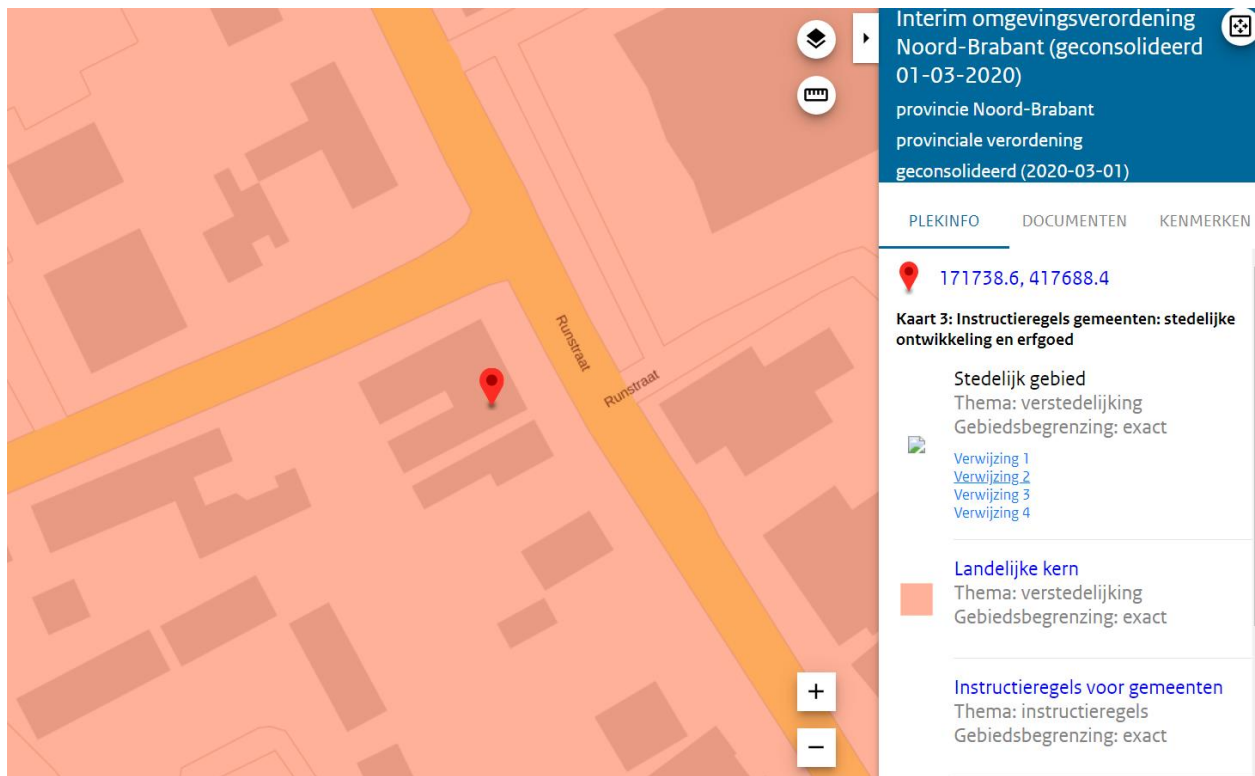 Interim omgevingsverordening
Noord-Brabant (geconsolideerd
01-03-2020)
provincie Noord-Brabant
provinciale verordening
geconsolideerd (2020-03-01)
PLEKINFO DOCUMENTEN KENMERKEN
171738.6, 417688.4
Kaart 3: Instructieregels gemeenten: stedelijke
ontwikkeling en erfgoed
Stedelijk gebied
Thema: verstedelijking
Gebiedsbegrenzing: exact
Verwijzing 1
Verwijzing 2
Verwijzing 3
Verwijzing 4
Landelijke kern
Thema: verstedelijking
Gebiedsbegrenzing: exact
Instructieregels voor gemeenten
Thema: instructieregels
Gebiedsbegrenzing: exact
Runstraat
Runstraat
+
−